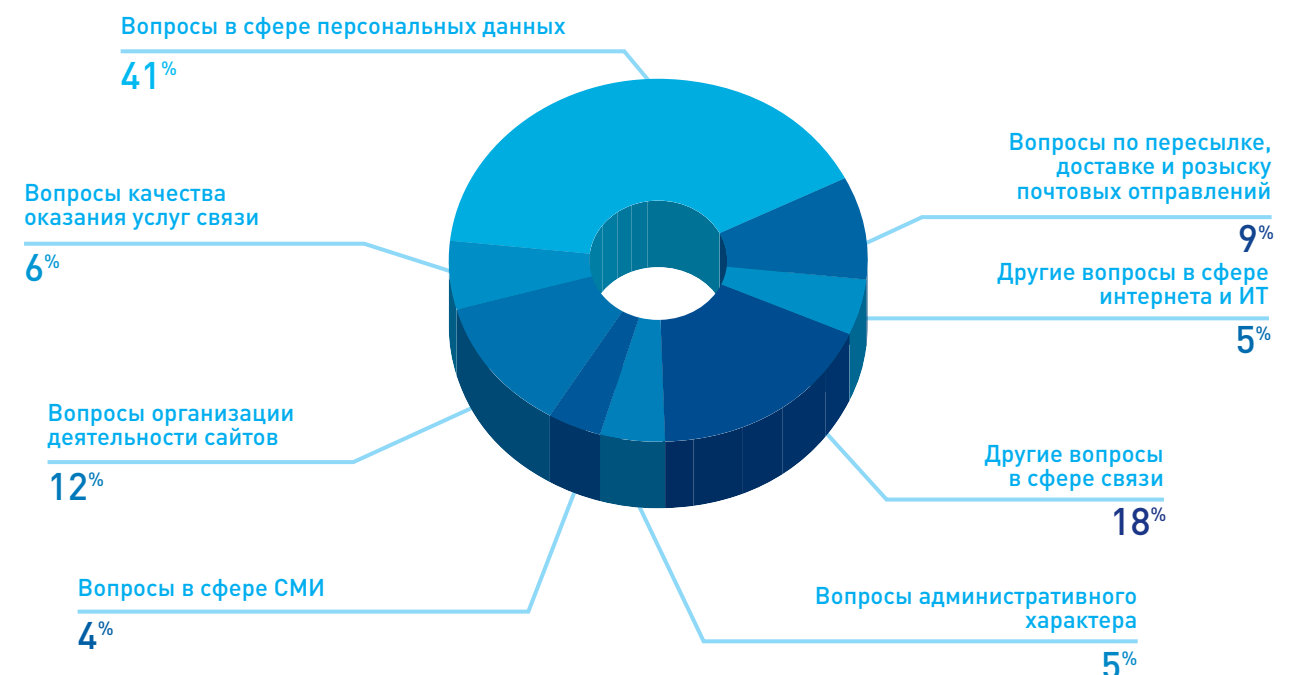 Вопросы в сфере персональных данных
41%
Вопросы по пересылке,
доставке и розыску
почтовых отправлений
9%
Вопросы качества
оказания услуг связи
6%
Другие вопросы в сфере
интернета и ИТ
5%
Вопросы организации
деятельности сайтов
12%
Другие вопросы
в сфере связи
18%
Вопросы в сфере СМИ
4%
Вопросы административного
характера
5%